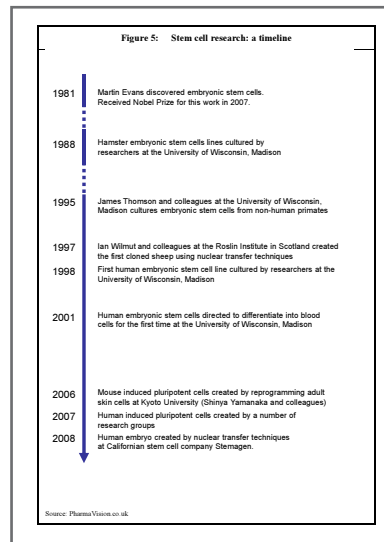 Figure 5: Stem cell research: a timeline
1981 Martin Evans discovered embryonic stem cells.
Received Nobel Prize for this work in 2007.
1988 Hamster embryonic stem cells lines cultured by
researchers at the University of Wisconsin, Madison
1995 James Thomson and colleagues at the University of Wisconsin,
Madison cultures embryonic stem cells from non-human primates
1997 Ian Wilmut and colleagues at the Roslin Institute in Scotland created
the first cloned sheep using nuclear transfer techniques
1998 First human embryonic stem cell line cultured by researchers at the
University of Wisconsin, Madison
2001 Human embryonic stem cells directed to differentiate into blood
cells for the first time at the University of Wisconsin, Madison
2006 Mouse induced pluripotent cells created by reprogramming adult
skin cells at Kyoto University (Shinya Yamanaka and colleagues)
2007 Human induced pluripotent cells created by a number of
research groups
2008 Human embryo created by nuclear transfer techniques
at Californian stem cell company Stemagen.
Source: PharmaVision.co.uk